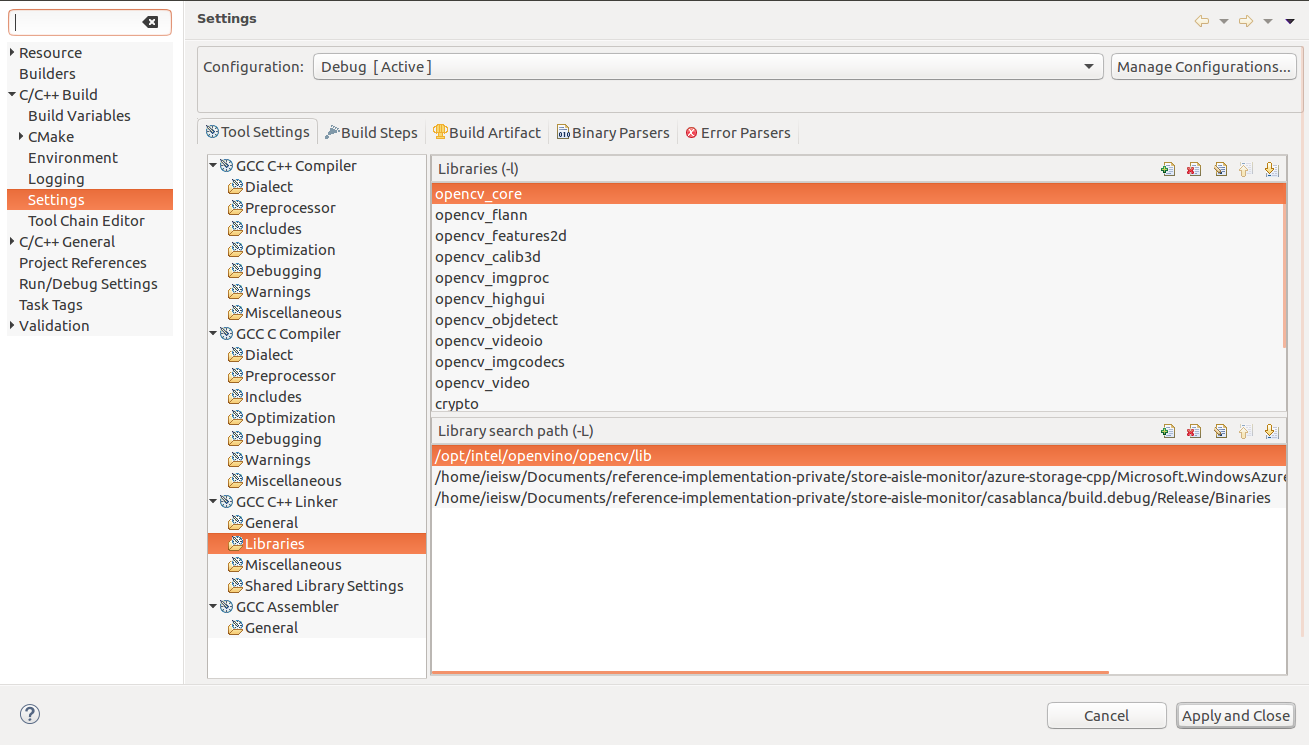 Settings
Resource
Builders
C/C++ Build
Build Variables
CMake
Environment
Logging
Settings
Tool Chain Editor
C/C++ General
Project References
Run/Debug Settings
Task Tags
Validation
Configuration: Debug [ Active ] Manage Configurations...
Tool Settings Build Steps Build Artifact Binary Parsers Error Parsers
GCC C++ Compiler
Dialect
Preprocessor
Includes
Optimization
Debugging
Warnings
Miscellaneous
GCC C Compiler
Dialect
Preprocessor
Includes
Optimization
Debugging
Warnings
Miscellaneous
GCC C++ Linker
General
Libraries
Miscellaneous
Shared Library Settings
GCC Assembler
General
Libraries (-l)
opencv_core
opencv_flann
opencv_features2d
opencv_calib3d
opencv_imgproc
opencv_highgui
opencv_objdetect
opencv_videoio
opencv_imgcodecs
opencv_video
crypto
Library search path (-L)
/opt/intel/openvino/opencv/lib
/home/ieisw/Documents/reference-implementation-private/store-aisle-monitor/azure-storage-cpp/Microsoft.WindowsAzure
/home/ieisw/Documents/reference-implementation-private/store-aisle-monitor/casablanca/build.debug/Release/Binaries
? Cancel Apply and Close